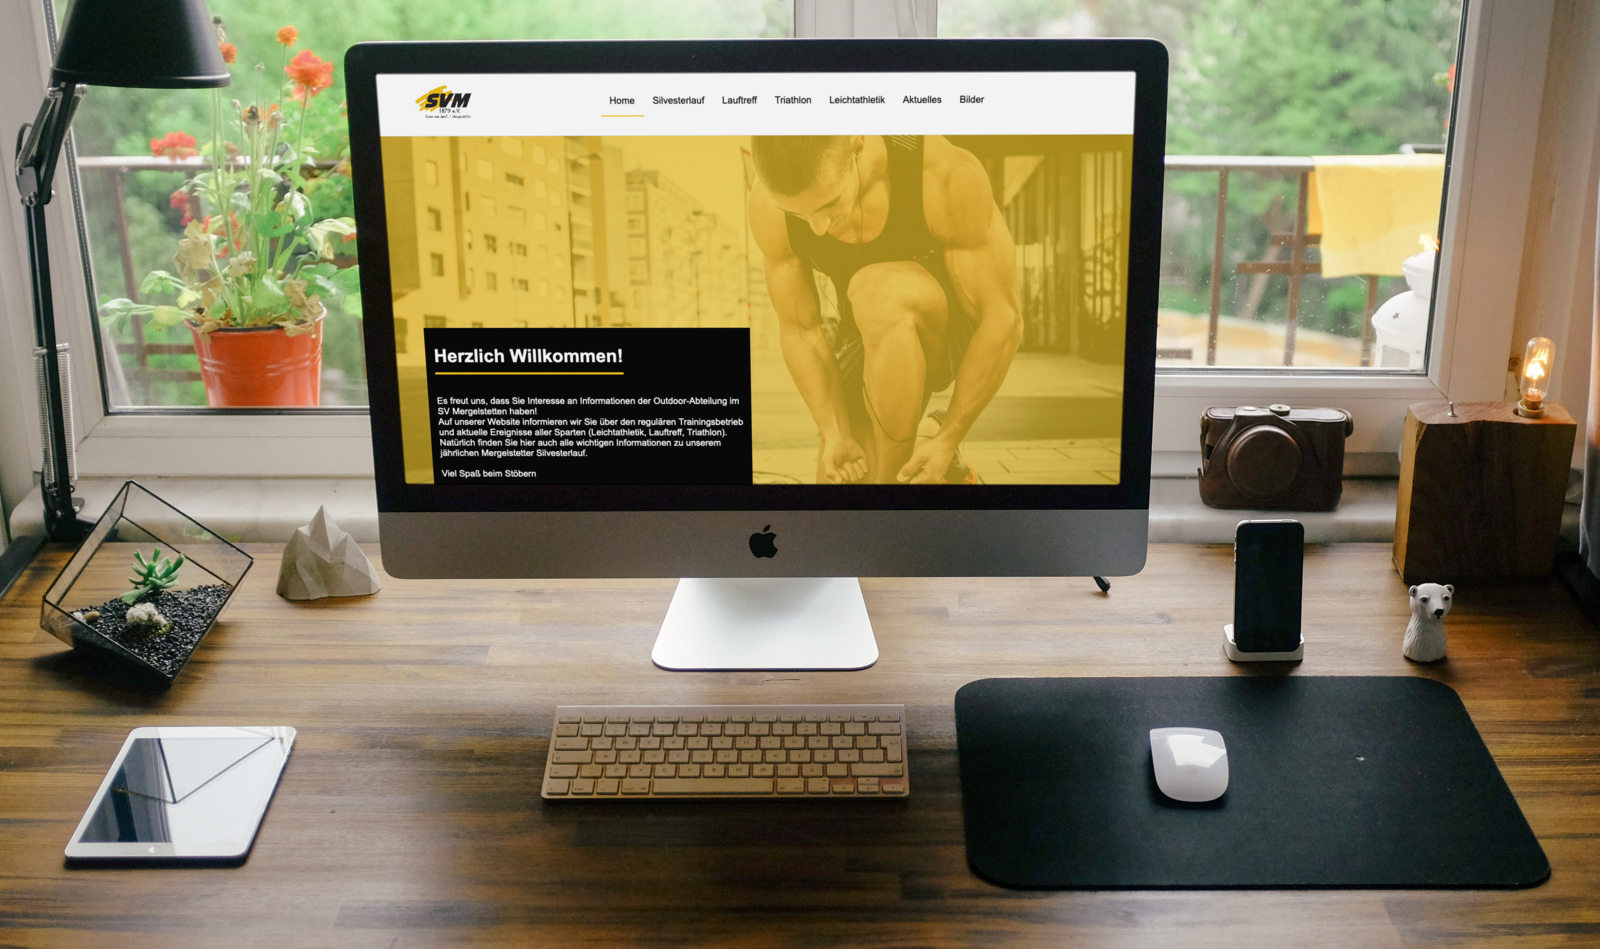 SVM
1879 e.V.
Home Silvesterlauf Lauftreff Triathlon Leichtathletik Aktuelles Bilder
Herzlich Willkommen!
Es freut uns, dass Sie Interesse an Informationen der Outdoor-Abteilung im
SV Mergelstetten haben!
Auf unserer Website informieren wir Sie über den regulären Trainingsbetrieb
und aktuelle Ereignisse aller Sparten (Leichtathletik, Lauftreff, Triathlon).
Natürlich finden Sie hier auch alle wichtigen Informationen zu unserem
jährlichen Mergelstetter Silvesterlauf.
Viel Spaß beim Stöbern